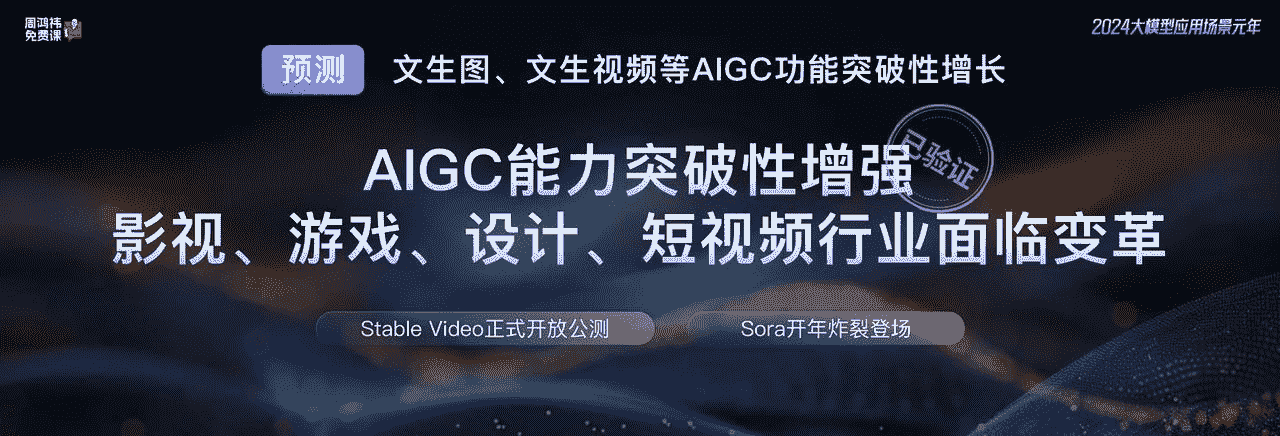 周鸿祎
免费课
2024大模型应用场景元年
预测
文生图、文生视频等AIGC功能突破性增长
已验证
AIGC能力突破性增强
影视、游戏、设计、短视频行业面临变革
Stable Video正式开放公测
Sora开年炸裂登场